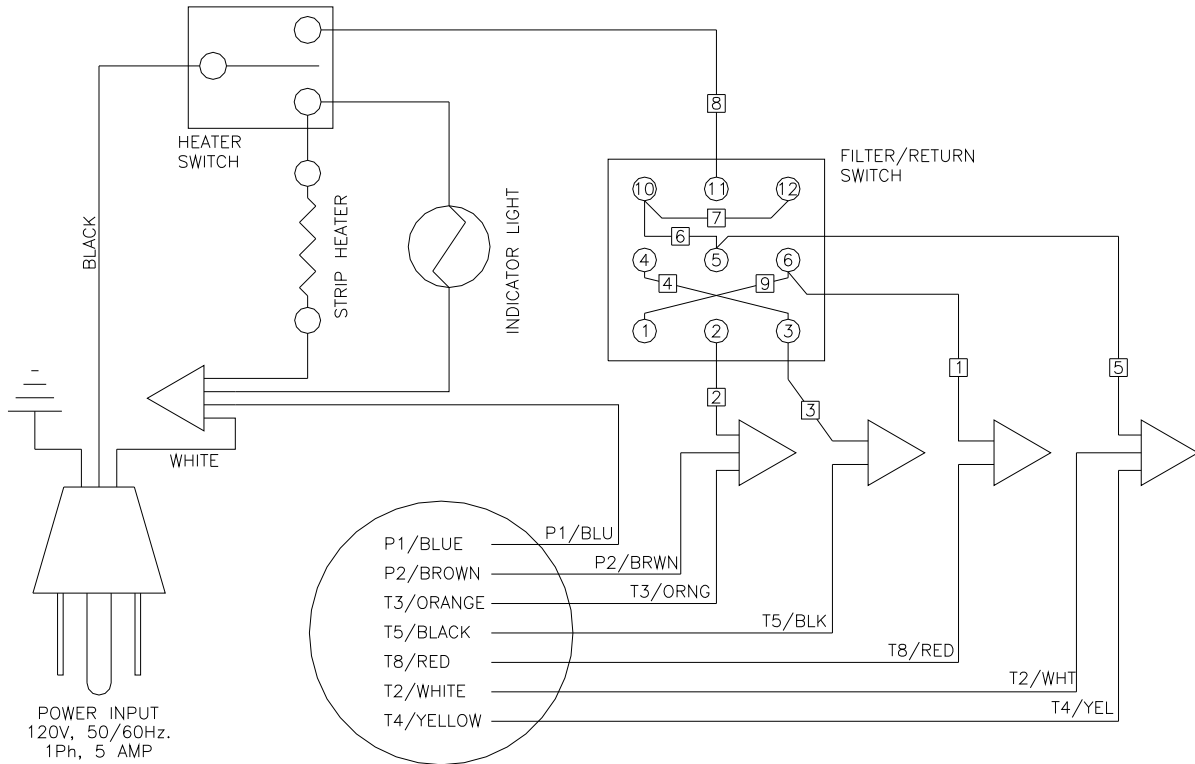 8
HEATER
SWITCH
FILTER/RETURN
SWITCH
10
11
12
7
BLACK
STRIP HEATER
INDICATOR LIGHT
6
4
5
6
4
9
1
2
3
1
5
2
3
WHITE
P1/BLUE
P1/BLU
P2/BROWN
P2/BRWN
T3/ORANGE
T3/ORNG
T5/BLACK
T5/BLK
T8/RED
T8/RED
T2/WHITE
T2/WHT
T4/YELLOW
T4/YEL
POWER INPUT
120V, 50/60Hz.
1Ph, 5 AMP